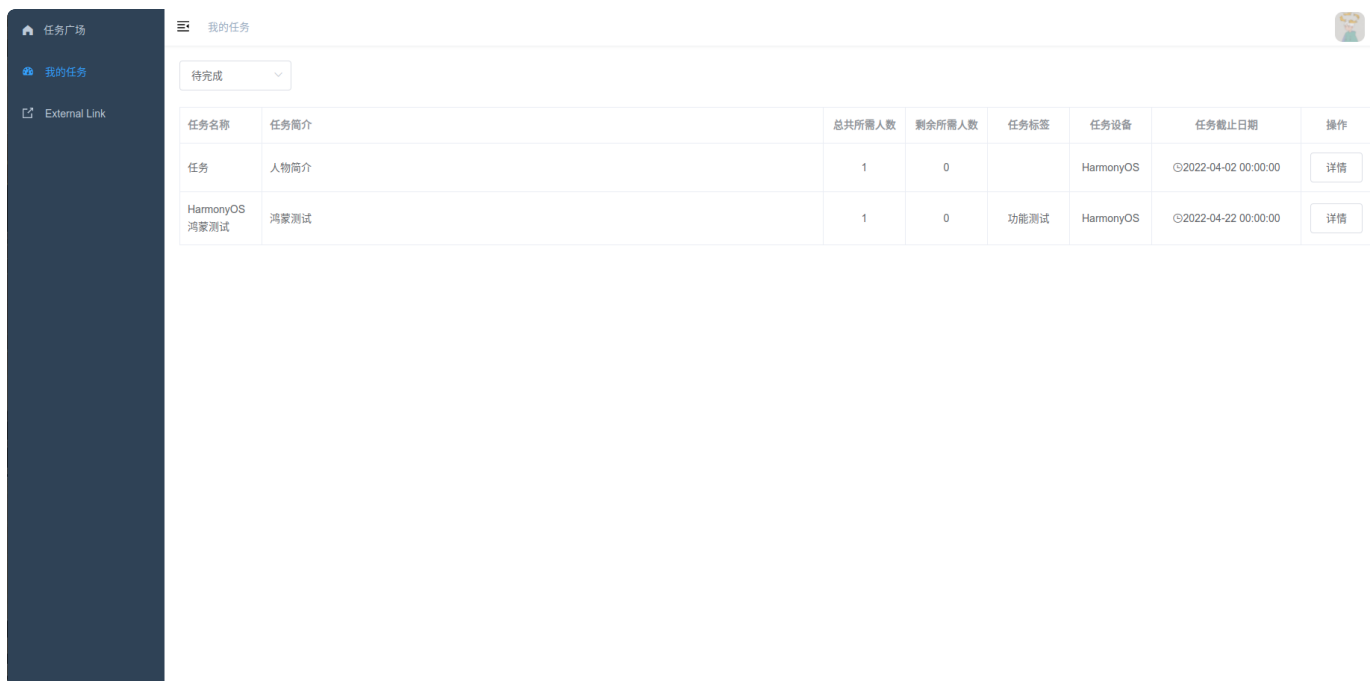 任务广场
我的任务
External Link
我的任务
待完成
任务名称 任务简介 总共所需人数 剩余所需人数 任务标签 任务设备 任务截止日期 操作
任务 人物简介 1 0 HarmonyOS 2022-04-02 00:00:00 详情
HarmonyOS
鸿蒙测试 鸿蒙测试 1 0 功能测试 HarmonyOS 2022-04-22 00:00:00 详情